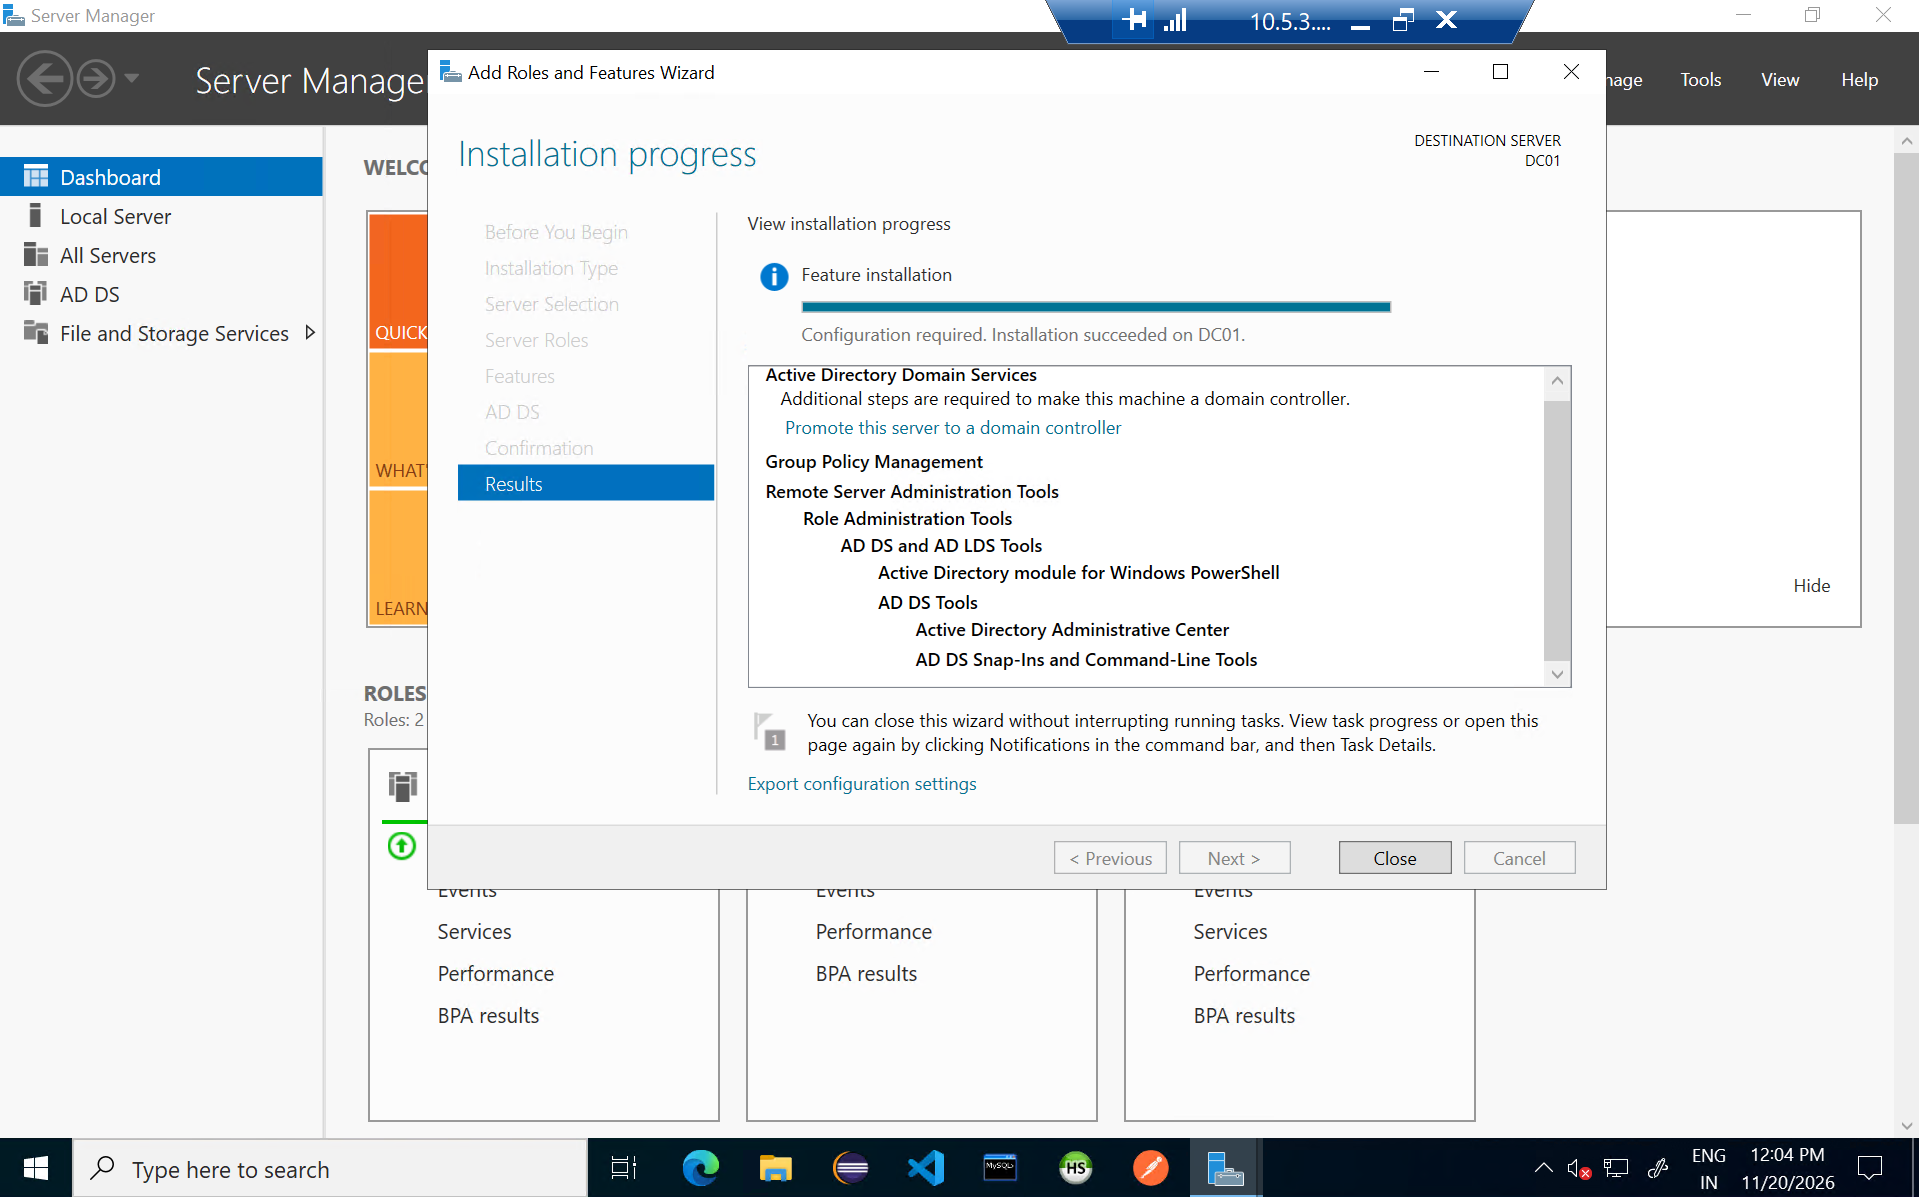 Server Manager
10.5.3....
Server Manager
Add Roles and Features Wizard
Tools
View
Help
Dashboard
Local Server
All Servers
AD DS
File and Storage Services
QUICK
Roles: 2
Installation progress
DESTINATION SERVER
DC01
Before You Begin
Installation Type
Server Selection
Server Roles
Features
AD DS
Confirmation
Results
View installation progress
Feature installation
Configuration required. Installation succeeded on DC01.
Active Directory Domain Services
Additional steps are required to make this machine a domain controller.
Promote this server to a domain controller
Group Policy Management
Remote Server Administration Tools
Role Administration Tools
AD DS and AD LDS Tools
Active Directory module for Windows PowerShell
AD DS Tools
Active Directory Administrative Center
AD DS Snap-Ins and Command-Line Tools
1
You can close this wizard without interrupting running tasks. View task progress or open this
page again by clicking Notifications in the command bar, and then Task Details.
Export configuration settings
< Previous
Next >
Close
Cancel
Hide
ROLES
Events
Services
Performance
BPA results
Events
Performance
BPA results
Events
Services
Performance
BPA results
Type here to search
MySQL
HS
ENG
IN
12:04 PM
11/20/2026